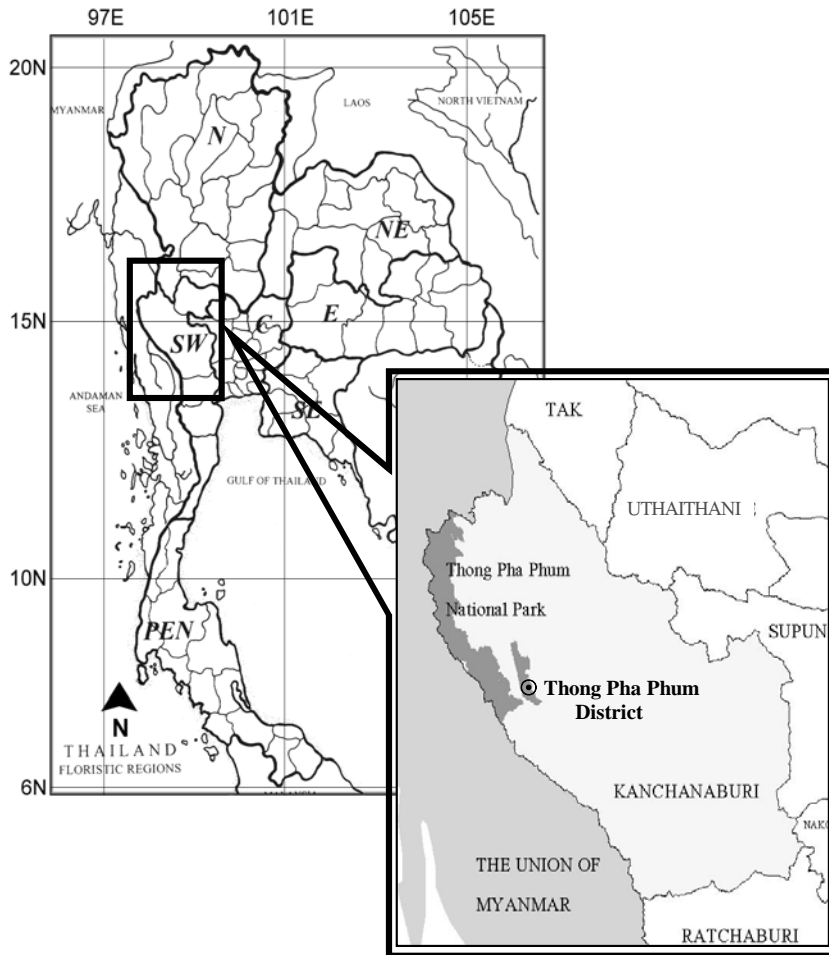 97E
101E
105E
20N
MYANMAR
LAOS
NORTH VIETNAM
N
NE
15N
SW
C
E
ANDAMAN
SEA
SE
GULF OF THAILAND
10N
PEN
N
THAILAND
FLORISTIC REGIONS
6N
TAK
UTHAITHANI
Thong Pha Phum
National Park
SUPUN
Thong Pha Phum
District
KANCHANABURI
THE UNION OF
MYANMAR
RATCHABURI